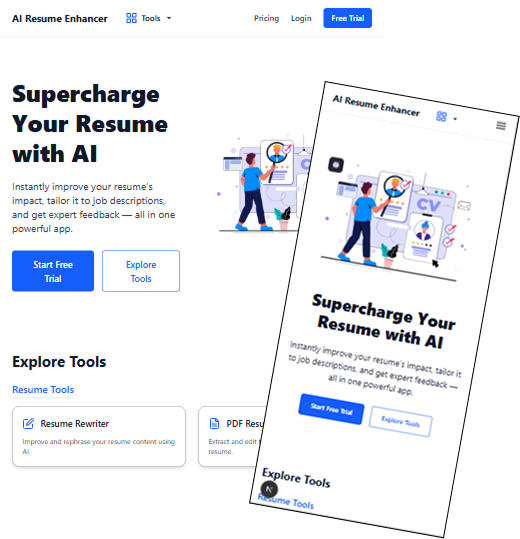 AI Resume Enhancer Tools Pricing Login Free Trial
Supercharge
Your Resume
with AI
Instantly improve your resume's
impact, tailor it to job descriptions,
and get expert feedback — all in one
powerful app.
Start Free
Trial
Explore
Tools
Explore Tools
Resume Tools
Resume Rewriter
Improve and rephrase your resume content using
AI.
PDF Resu
Extract and edit
resume.
AI Resume Enhancer
CV
Supercharge Your
Resume with AI
Instantly improve your resume's impact, tailor it
to job descriptions, and get expert feedback —
all in one powerful app.
Start Free Trial
Explore Tools
Explore Tools
N
Resume Tools